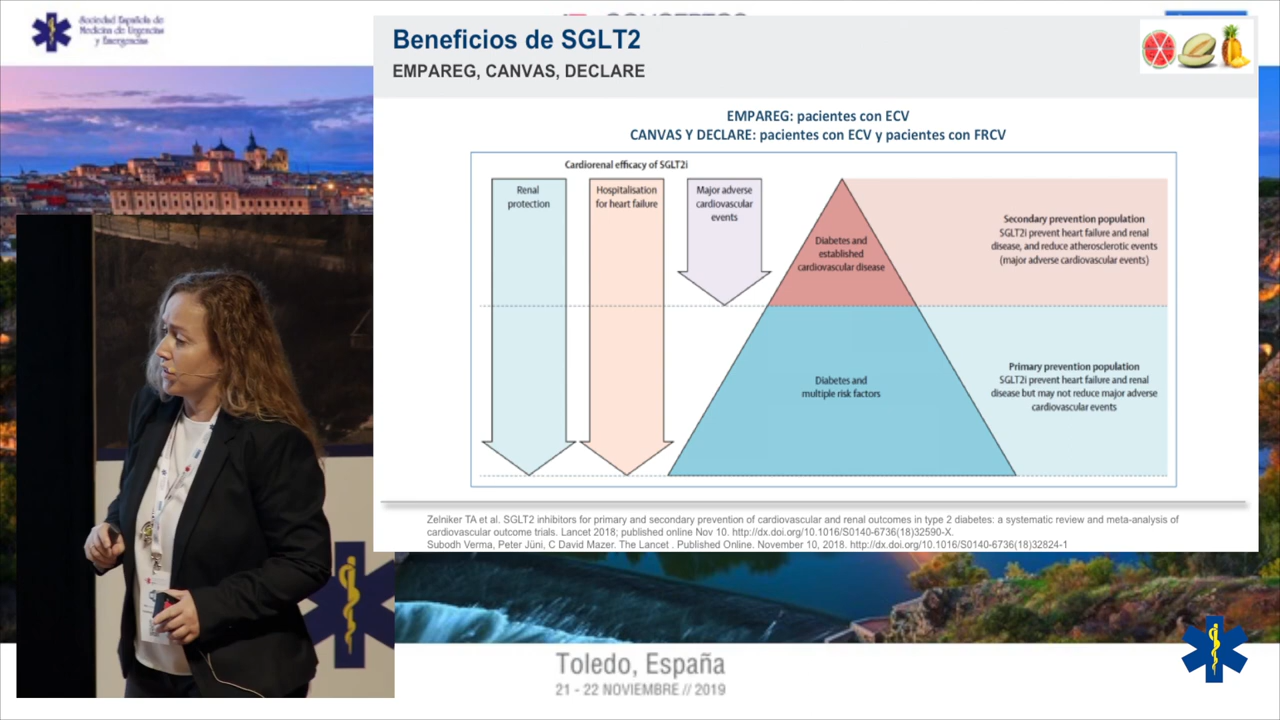 Sociedad Española de
Medicina de Urgencias
y Emergencias
Beneficios de SGLT2
EMPAREG, CANVAS, DECLARE
EMPAREG: pacientes con ECV
CANVAS Y DECLARE: pacientes con ECV y pacientes con FRCV
Cardiorenal efficacy of SGLT2i
Renal
protection
Hospitalisation
for heart failure
Major adverse
cardiovascular
events
Diabetes and
established
cardiovascular disease
Secondary prevention population
SGLT2i prevent heart failure and renal
disease, and reduce atherosclerotic events
(major adverse cardiovascular events)
Diabetes and
multiple risk factors
Primary prevention population
SGLT2i prevent heart failure and renal
disease but may not reduce major adverse
cardiovascular events
Zelniker TA et al. SGLT2 inhibitors for primary and secondary prevention of cardiovascular and renal outcomes in type 2 diabetes: a systematic review and meta-analysis of
cardiovascular outcome trials. Lancet 2018; published online Nov 10. http://dx.doi.org/10.1016/S0140-6736(18)32590-X.
Subodh Verma, Peter Jüni, C David Mazer. The Lancet . Published Online. November 10, 2018. http://dx.doi.org/10.1016/S0140-6736(18)32824-1
Toledo, España
21 - 22 NOVIEMBRE // 2019